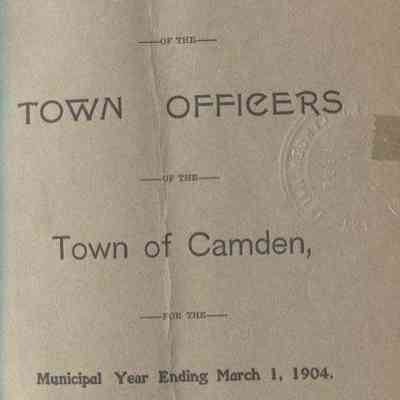 OF THE
TOWN OFFICERS
OF THE
Town of Camden,
FOR THE
Municipal Year Ending March 1, 1904.